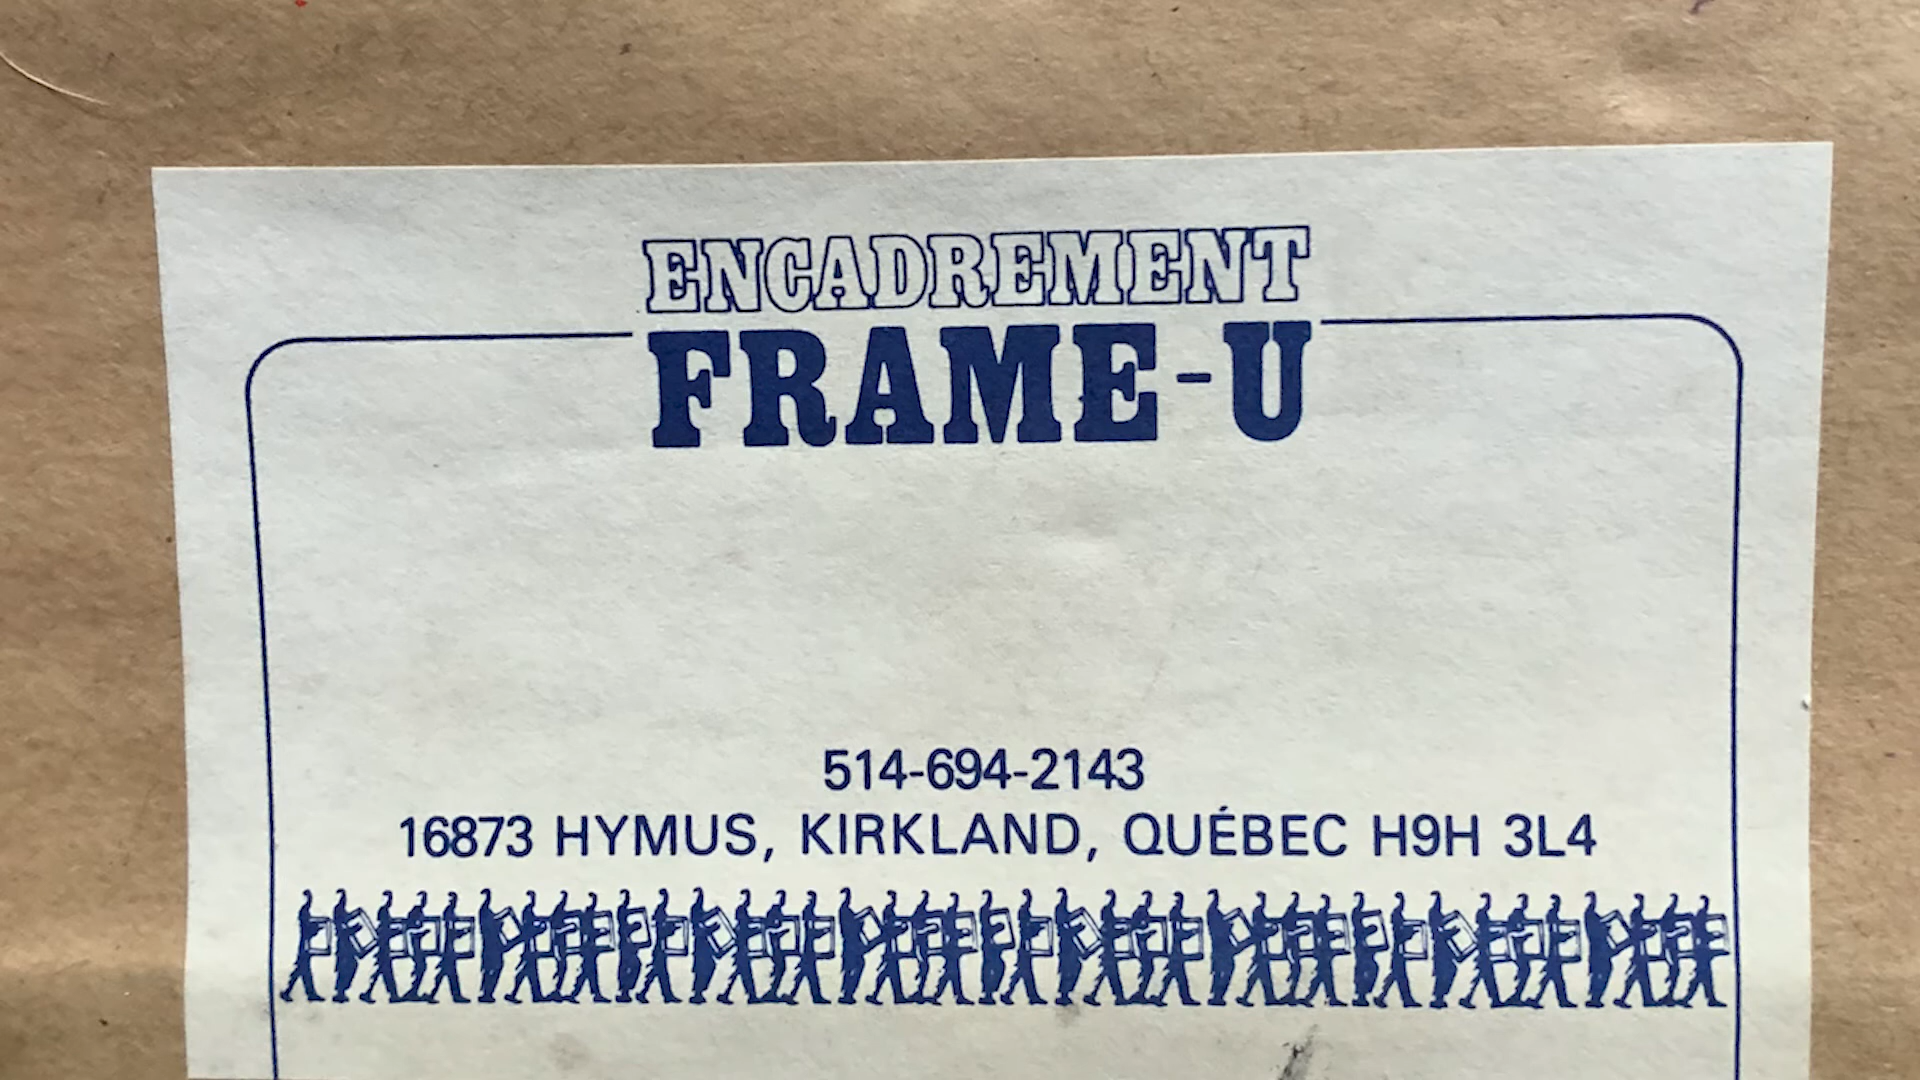 ENCADREMENT
FRAME-U
514-694-2143
16873 HYMUS, KIRKLAND, QUÉBEC H9H 3L4